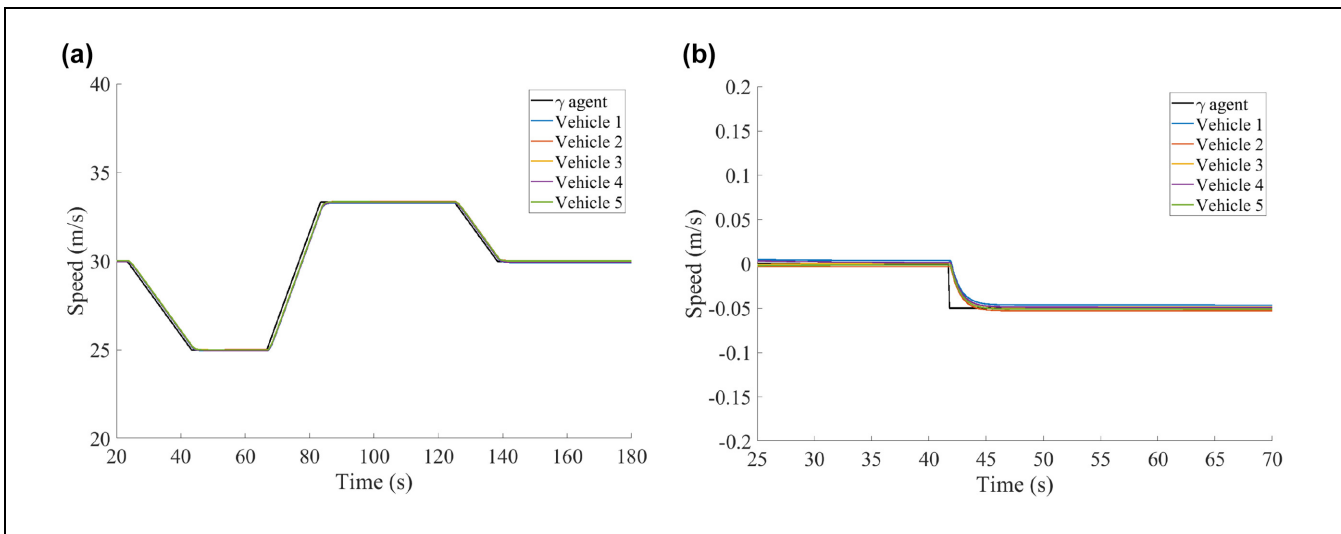 (a)
40
35
30
25
20
Speed (m/s)
20 40 60 80 100 120 140 160 180
Time (s)
γ agent
Vehicle 1
Vehicle 2
Vehicle 3
Vehicle 4
Vehicle 5
(b)
0.2
0.15
0.1
0.05
0
-0.05
-0.1
-0.15
-0.2
Speed (m/s)
25 30 35 40 45 50 55 60 65 70
Time (s)
γ agent
Vehicle 1
Vehicle 2
Vehicle 3
Vehicle 4
Vehicle 5